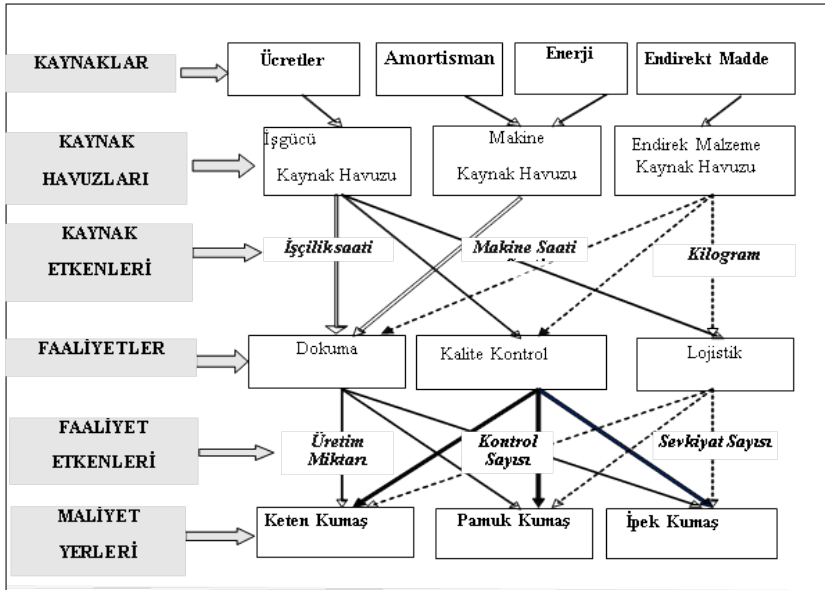 KAYNAKLAR
Ücretler
Amortisman
Enerji
Endirekt Madde
KAYNAK
HAVUZLARI
İşgücü
Kaynak Havuzu
Makine
Kaynak Havuzu
Endirek Malzeme
Kaynak Havuzu
KAYNAK
ETKENLERİ
İşçiliksaati
Makine Saati
Kilogram
FAALİYETLER
Dokuma
Kalite Kontrol
Lojistik
FAALİYET
ETKENLERİ
Üretim
Miktarı
Kontrol
Sayısı
Sevkiyat Sayısı
MALİYET
YERLERİ
Keten Kumaş
Pamuk Kumaş
İpek Kumaş